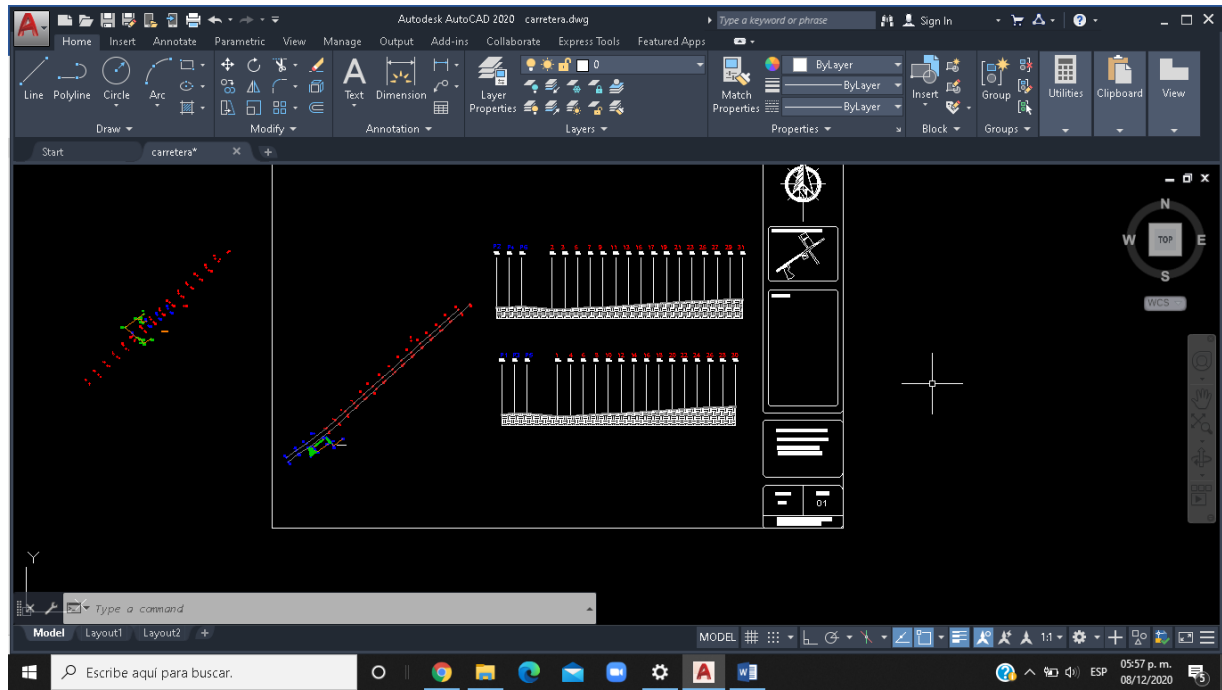 Autodesk AutoCAD 2020 carretera.dwg
Type a keyword or phrase
Sign In
Home Insert Annotate Parametric View Manage Output Add-ins Collaborate Express Tools Featured Apps
0
ByLayer
Line Polyline Circle Arc
Text Dimension
Layer
Properties
Match
Properties
ByLayer
ByLayer
Insert
Group
Utilities
Clipboard
View
Draw
Modify
Annotation
Layers
Properties
Block
Groups
Start
carretera*
N
W
TOP
E
S
WCS
01
Y
X
Type a command
Model Layout1 Layout2
MODEL
1:1
Escribe aquí para buscar.
ESP
05:57 p. m.
08/12/2020
5